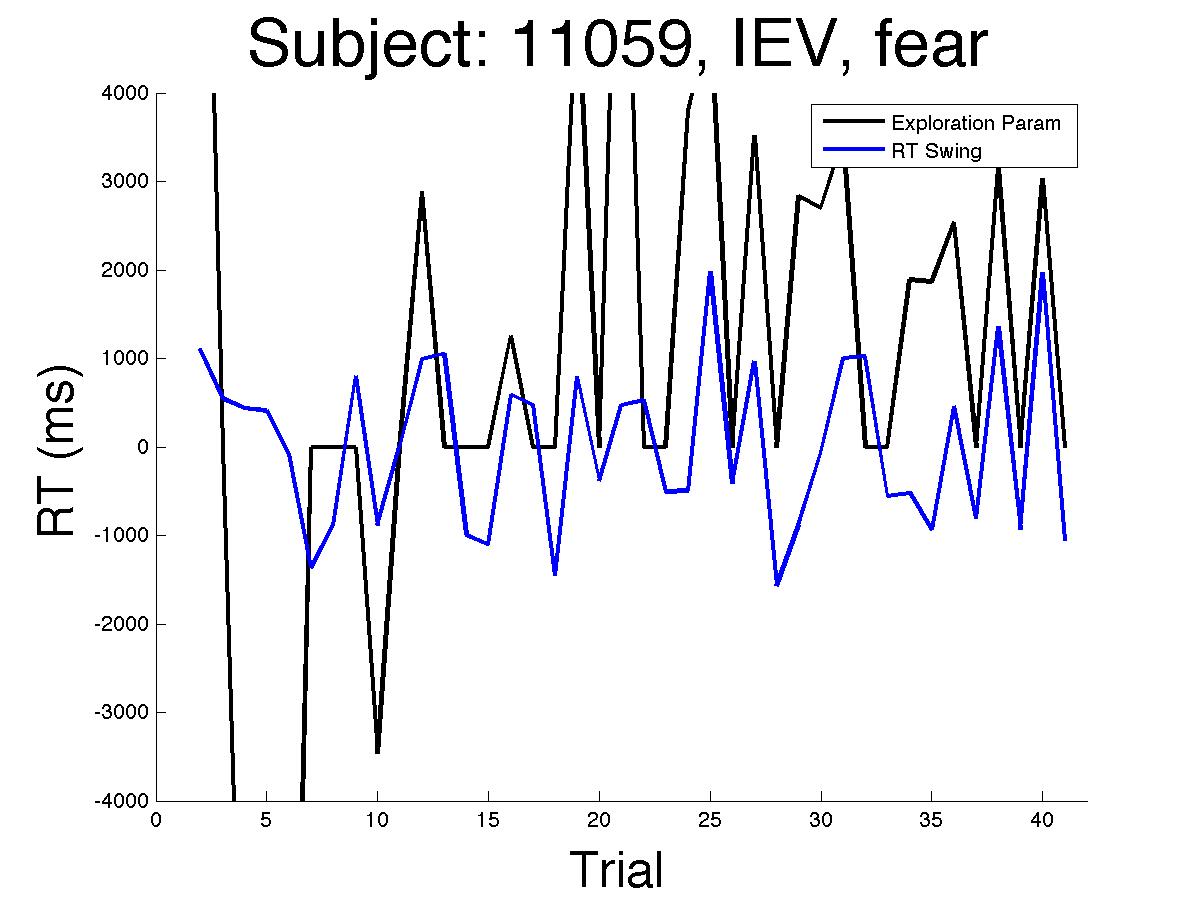 Subject: 11059, IEV, fear
4000
3000
2000
1000
0
-1000
-2000
-3000
-4000
RT (ms)
Exploration Param
RT Swing
0 5 10 15 20 25 30 35 40
Trial